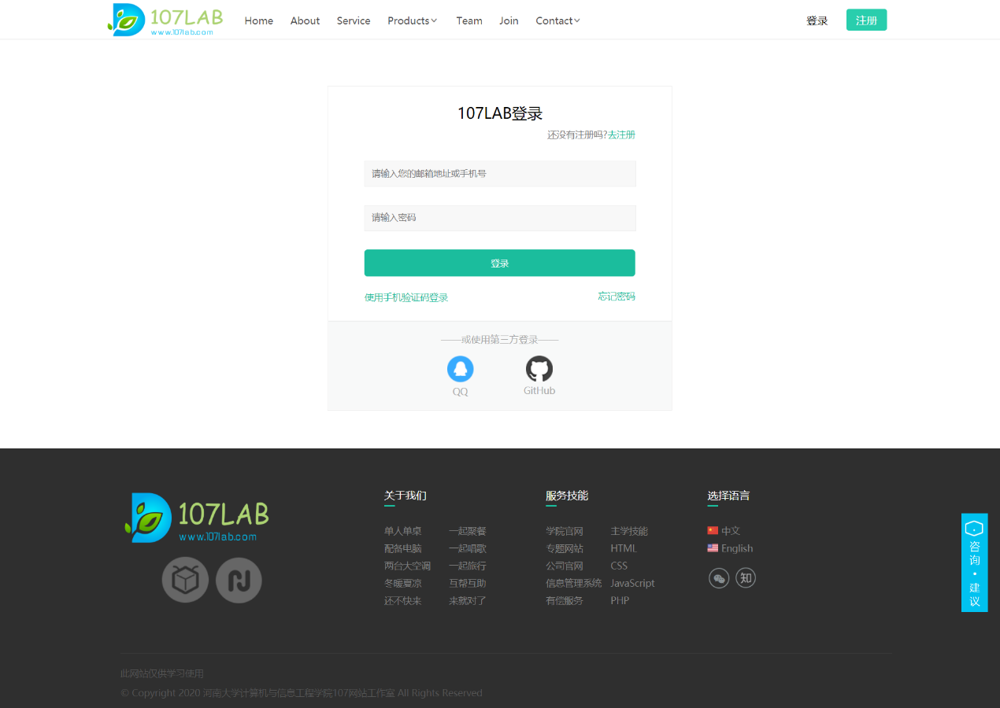 107LAB
www.107lab.com
Home About Service Products Team Join Contact 登录 注册
107LAB登录
还没有注册吗?去注册
请输入您的邮箱地址或手机号
请输入密码
登录
使用手机验证码登录 忘记密码
——或使用第三方登录——
QQ GitHub
107LAB
www.107lab.com
关于我们
单人单桌 一起聚餐
配备电脑 一起唱歌
两台大空调 一起旅行
冬暖夏凉 互帮互助
还不快来 来就对了
服务技能
学院官网 主学技能
专题网站 HTML
公司官网 CSS
信息管理系统 JavaScript
有偿服务 PHP
选择语言
中文
English
知
咨询·建议
此网站仅供学习使用
© Copyright 2020 河南大学计算机与信息工程学院107网站工作室 All Rights Reserved